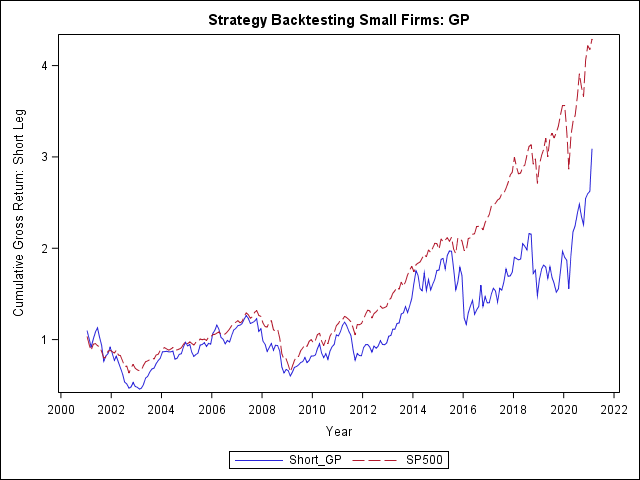 Strategy Backtesting Small Firms: GP
Cumulative Gross Return: Short Leg
4
3
2
1
2000 2002 2004 2006 2008 2010 2012 2014 2016 2018 2020 2022
Year
Short_GP SP500